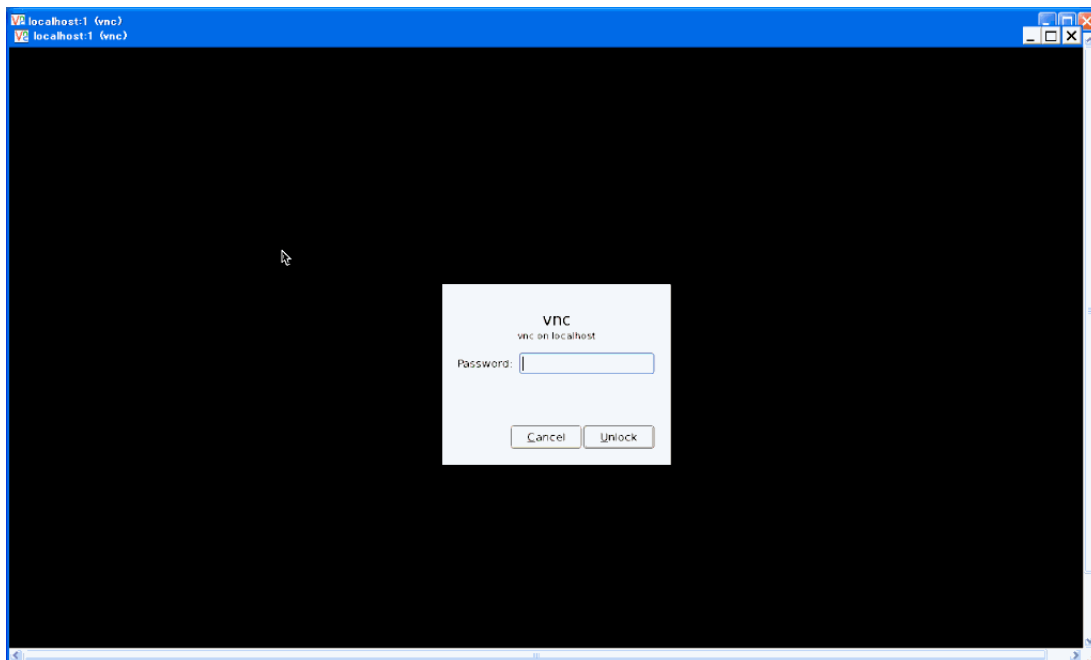 localhost:1 (vnc)
localhost:1 (vnc)
vnc
vnc on localhost
Password:
Cancel Unlock